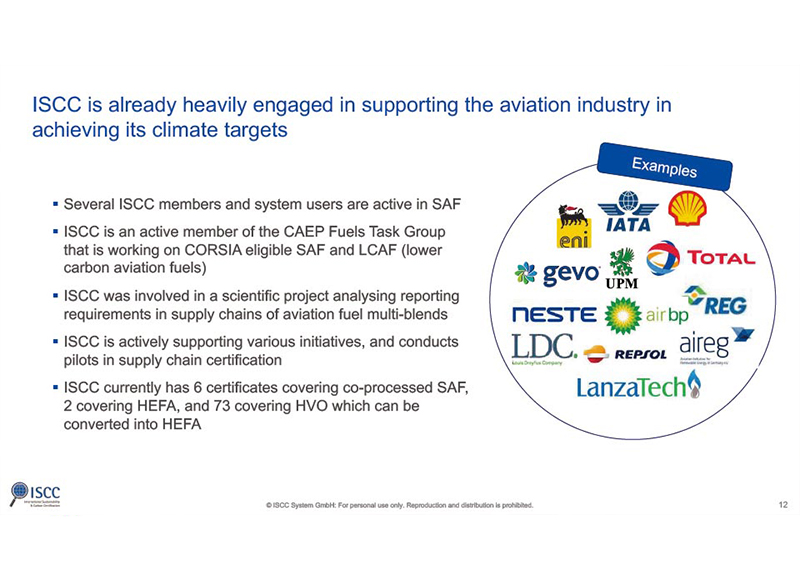 ISCC is already heavily engaged in supporting the aviation industry in
achieving its climate targets
Examples
▪ Several ISCC members and system users are active in SAF
▪ ISCC is an active member of the CAEP Fuels Task Group
that is working on CORSIA eligible SAF and LCAF (lower
carbon aviation fuels)
▪ ISCC was involved in a scientific project analysing reporting
requirements in supply chains of aviation fuel multi-blends
▪ ISCC is actively supporting various initiatives, and conducts
pilots in supply chain certification
▪ ISCC currently has 6 certificates covering co-processed SAF,
2 covering HEFA, and 73 covering HVO which can be
converted into HEFA
eni
IATA
gevo
UPM
TOTAL
NESTE
air bp
REG
LDC.
Louis Dreyfus Company
REPSOL
aireg
LanzaTech
ISCC
International Sustainability
& Carbon Certification
© ISCC System GmbH: For personal use only. Reproduction and distribution is prohibited.
12